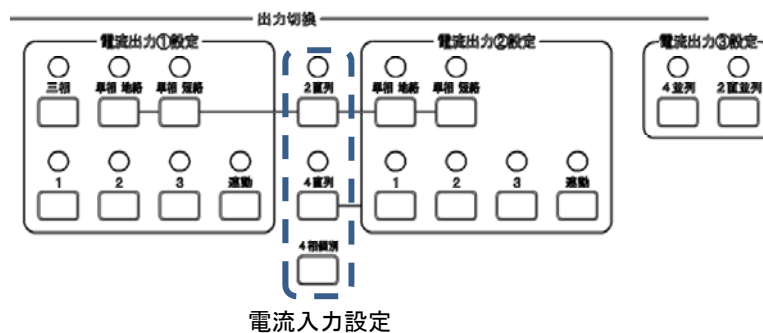 出力切換
電流出力①設定
電流出力②設定
電流出力③設定
三相
単相 地絡
単相 短絡
2直列
単相 地絡
単相 短絡
4並列
2直並列
1
2
3
連動
4直列
1
2
3
連動
4相個別
電流入力設定